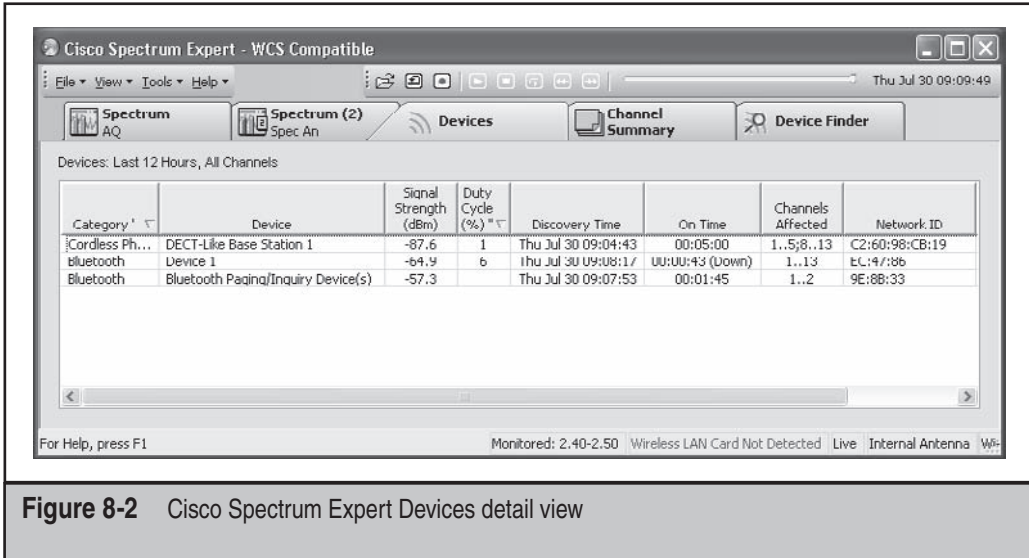 Cisco Spectrum Expert - WCS Compatible
File View Tools Help Thu Jul 30 09:09:49
Spectrum AQ
Spectrum (2) Spec An
Devices
Channel Summary
Device Finder
Devices: Last 12 Hours, All Channels
Category ' Device Signal Strength (dBm) Duty Cycle (%) " Discovery Time On Time Channels Affected Network ID
Cordless Ph... DECT-Like Base Station 1 -87.6 1 Thu Jul 30 09:04:43 00:05:00 1..5;8..13 C2:60:98:CB:19
Bluetooth Device 1 -64.9 6 Thu Jul 30 09:08:17 00:00:43 (Down) 1..13 EC:47:86
Bluetooth Bluetooth Paging/Inquiry Device(s) -57.3 Thu Jul 30 09:07:53 00:01:45 1..2 9E:8B:33
For Help, press F1 Monitored: 2.40-2.50 Wireless LAN Card Not Detected Live Internal Antenna
Figure 8-2 Cisco Spectrum Expert Devices detail view